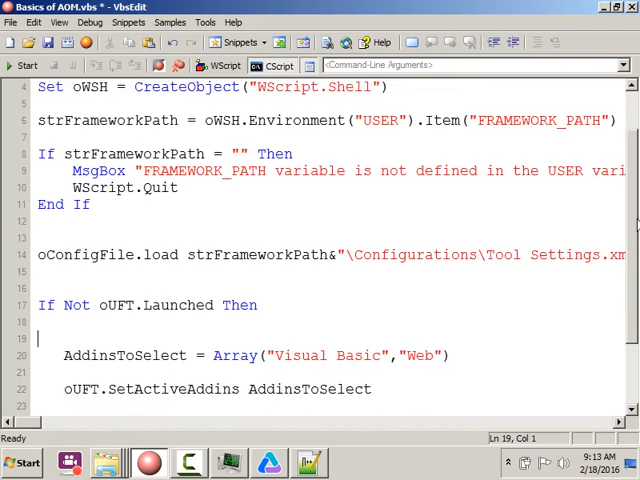 Basics of AOM.vbs * - VbsEdit
File Edit View Debug Snippets Samples Tools Help
Snippets Help
Start WScript CScript <Command-Line Arguments>
4 Set oWSH = CreateObject("WScript.Shell")
5
6 strFrameworkPath = oWSH.Environment("USER").Item("FRAMEWORK_PATH")
7
8 If strFrameworkPath = "" Then
9 MsgBox "FRAMEWORK_PATH variable is not defined in the USER vari
10 WScript.Quit
11 End If
12
13
14 oConfigFile.load strFrameworkPath&"\Configurations\Tool Settings.xm
15
16
17 If Not oUFT.Launched Then
18
19
20 AddinsToSelect = Array("Visual Basic","Web")
21
22 oUFT.SetActiveAddins AddinsToSelect
23
Ready Ln 19, Col 1
Start 9:13 AM
2/18/2016